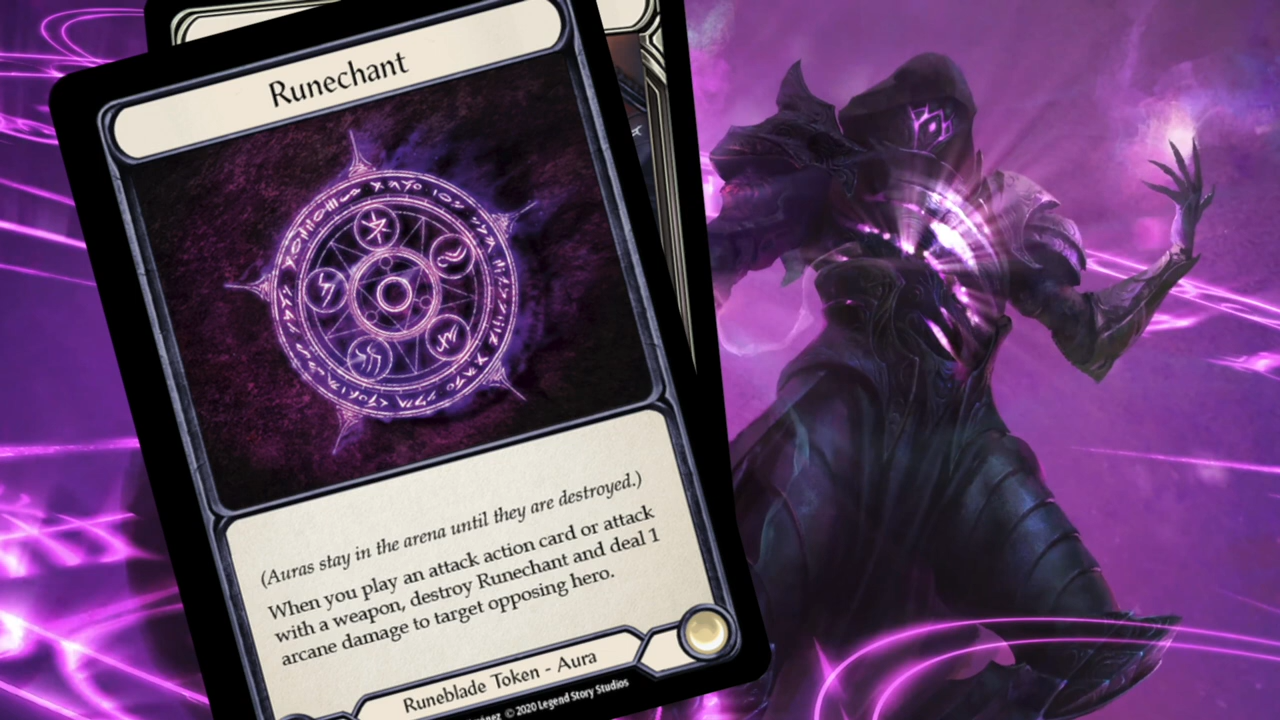 Runechant
(Auras stay in the arena until they are destroyed.)
When you play an attack action card or attack
with a weapon, destroy Runechant and deal 1
arcane damage to target opposing hero.
Runeblade Token - Aura
© 2020 Legend Story Studios